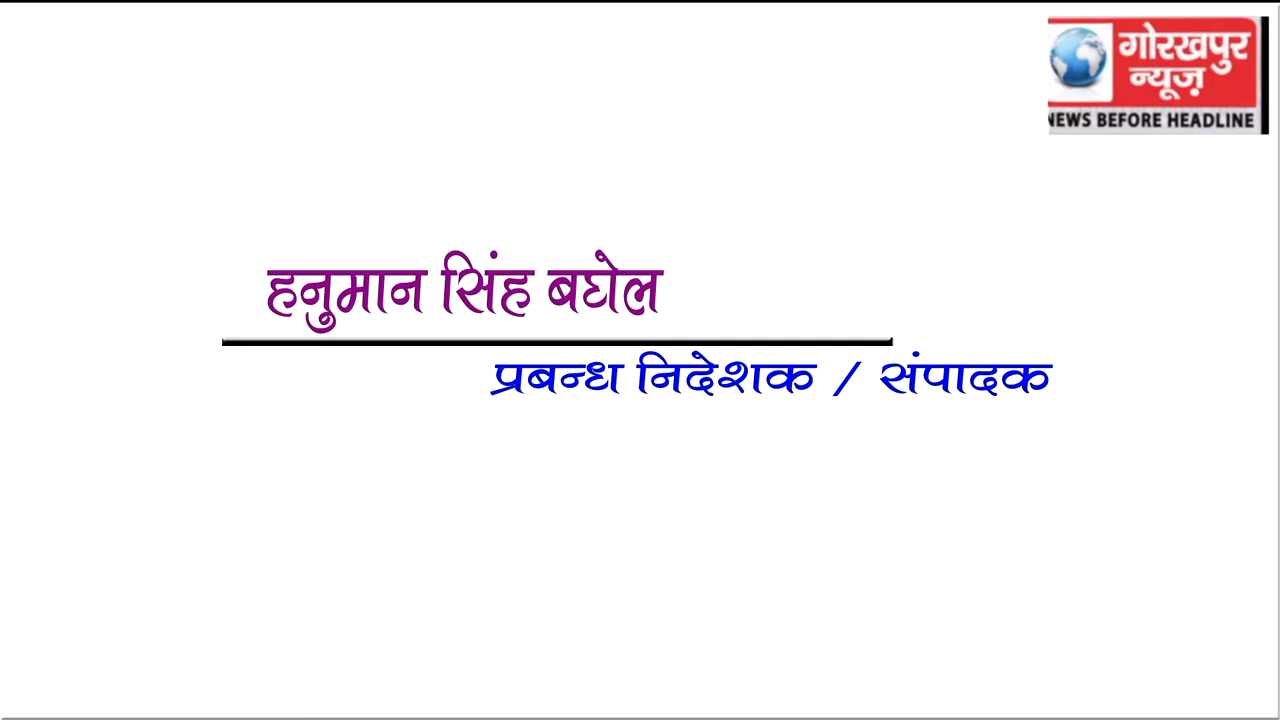 गोरखपुर
न्यूज़
NEWS BEFORE HEADLINE
हनुमान सिंह बघेल
प्रबन्ध निदेशक / संपादक